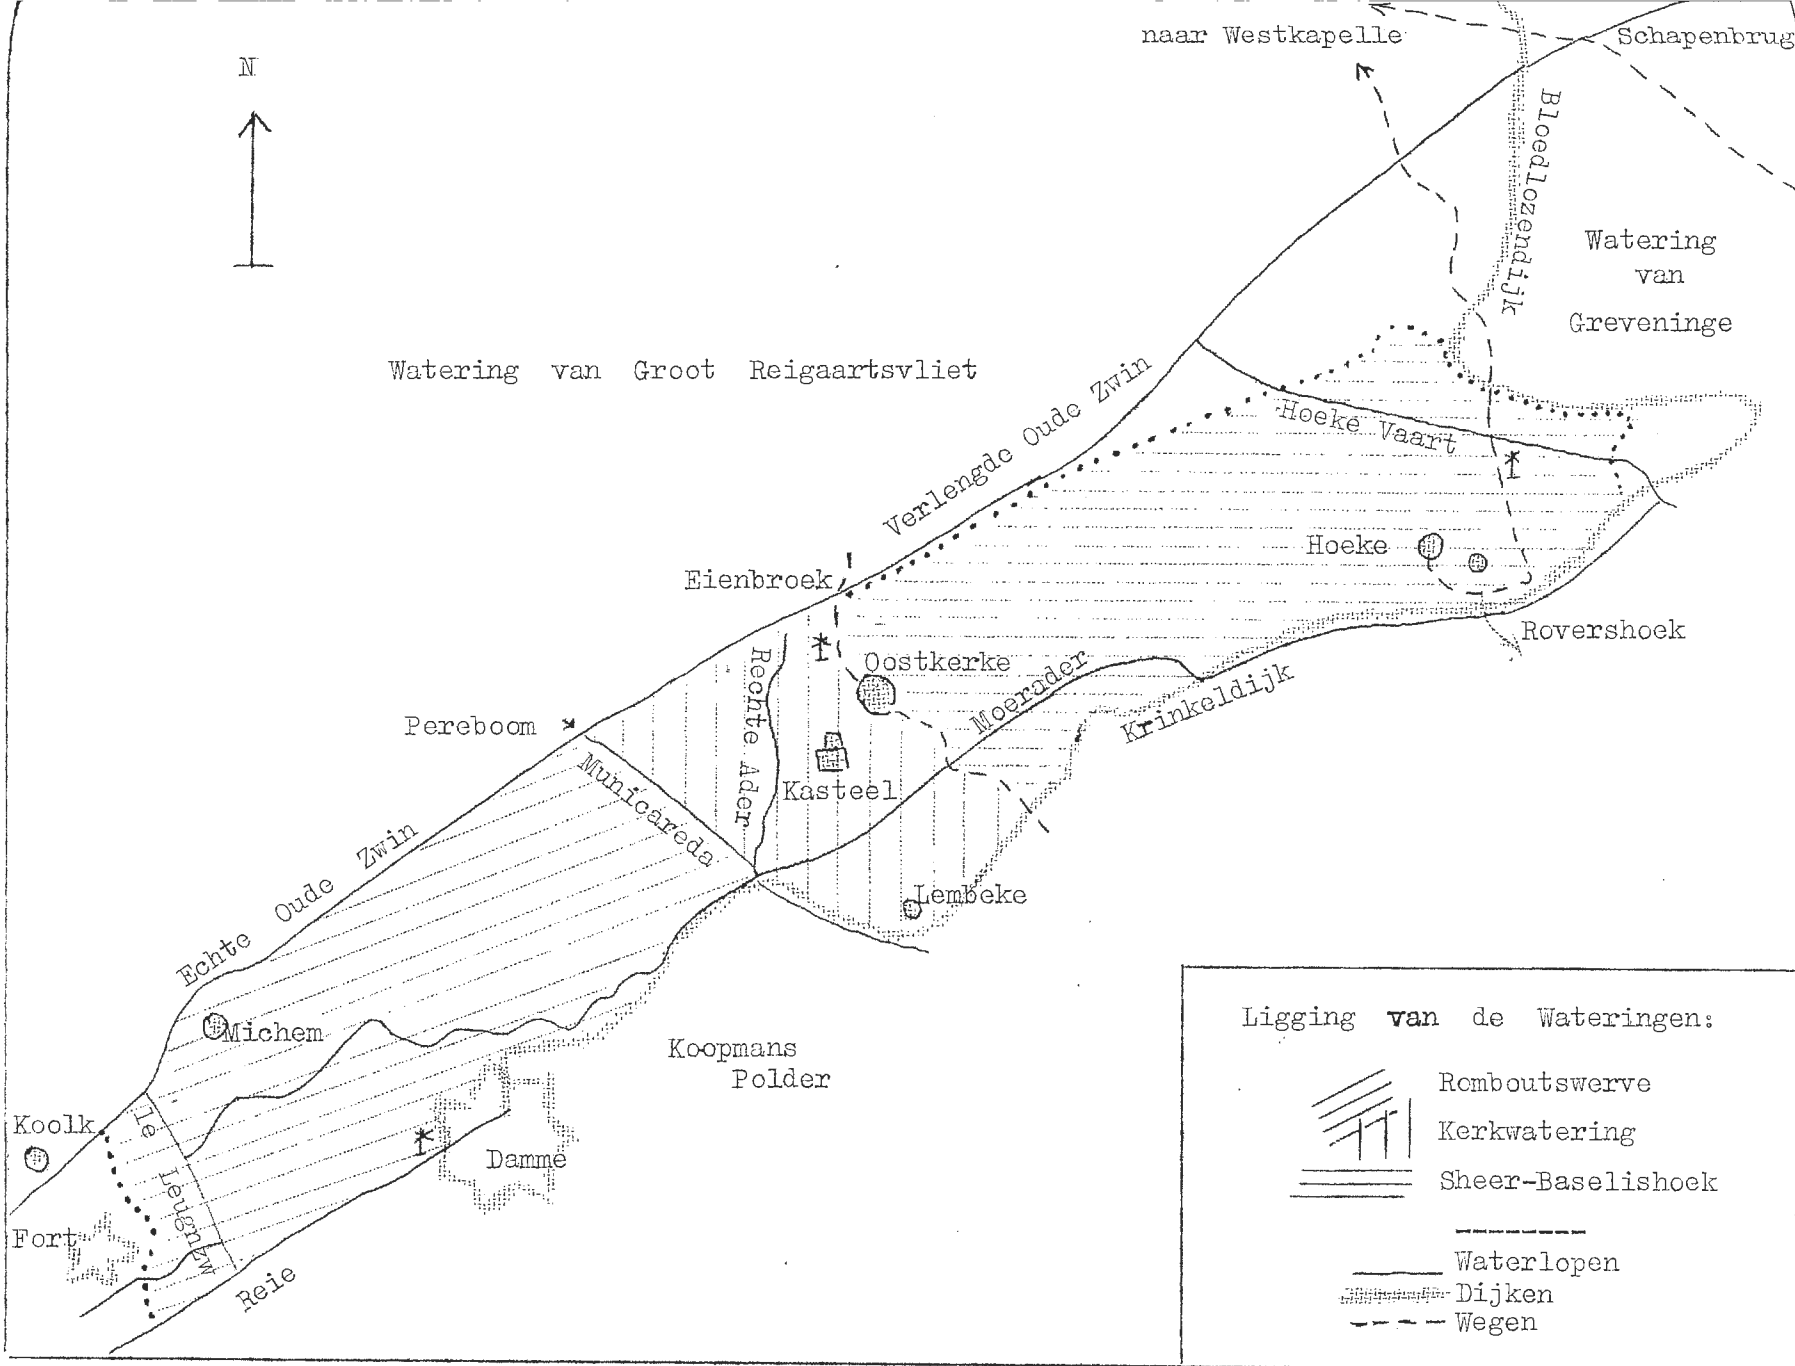 naar Westkapelle
Schapenbrug
N
Bloedlozendijk
Watering
van
Greveninge
Watering van Groot Reigaartsvliet
Verlengde Oude Zwin
Hoeke Vaart
Hoeke
Eienbroek
Rovershoek
Oostkerke
Rechte Ader
Moerader
Krinkeldijk
Pereboom
Municareda
Kasteel
Echte Oude Zwin
Lembeke
Michem
Koopmans
Polder
Koolk
le
Damme
Fort
Reie
Ligging van de Wateringen:
Romboutswerve
Kerkwatering
Sheer-Baselishoek
Waterlopen
Dijken
Wegen